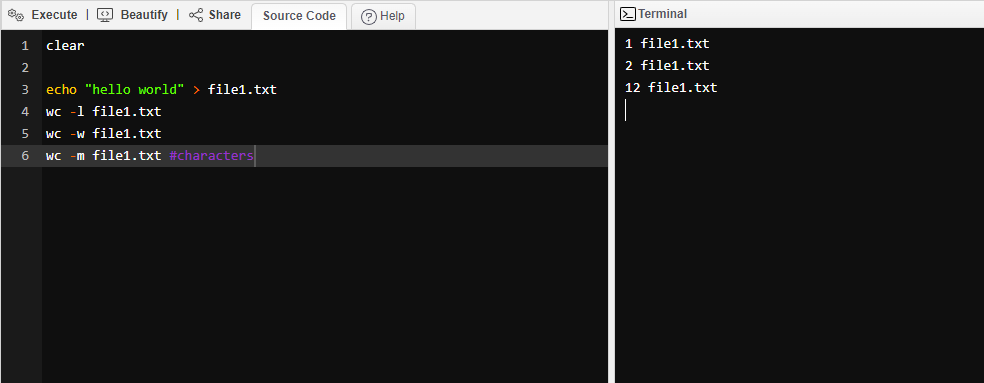 Execute | Beautify | Share Source Code Help
1 clear
2
3 echo "hello world" > file1.txt
4 wc -l file1.txt
5 wc -w file1.txt
6 wc -m file1.txt #characters
Terminal
1 file1.txt
2 file1.txt
12 file1.txt